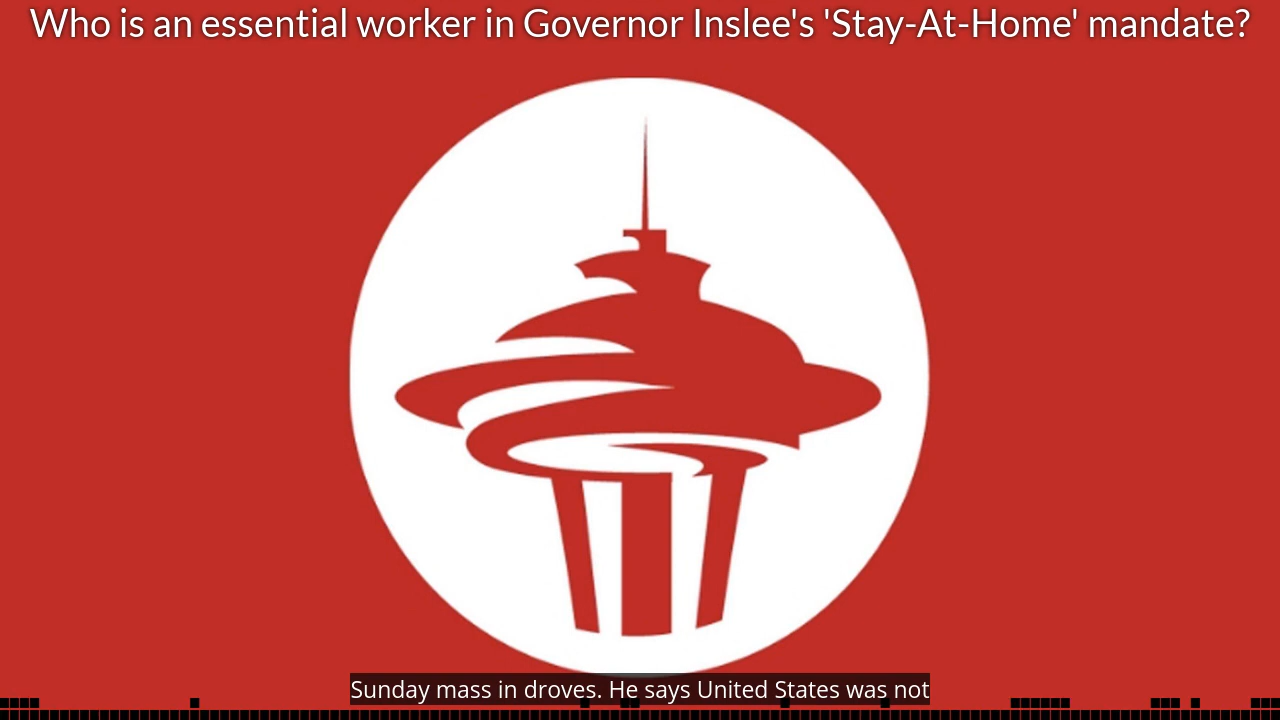 Who is an essential worker in Governor Inslee's 'Stay-At-Home' mandate?
Sunday mass in droves. He says United States was not